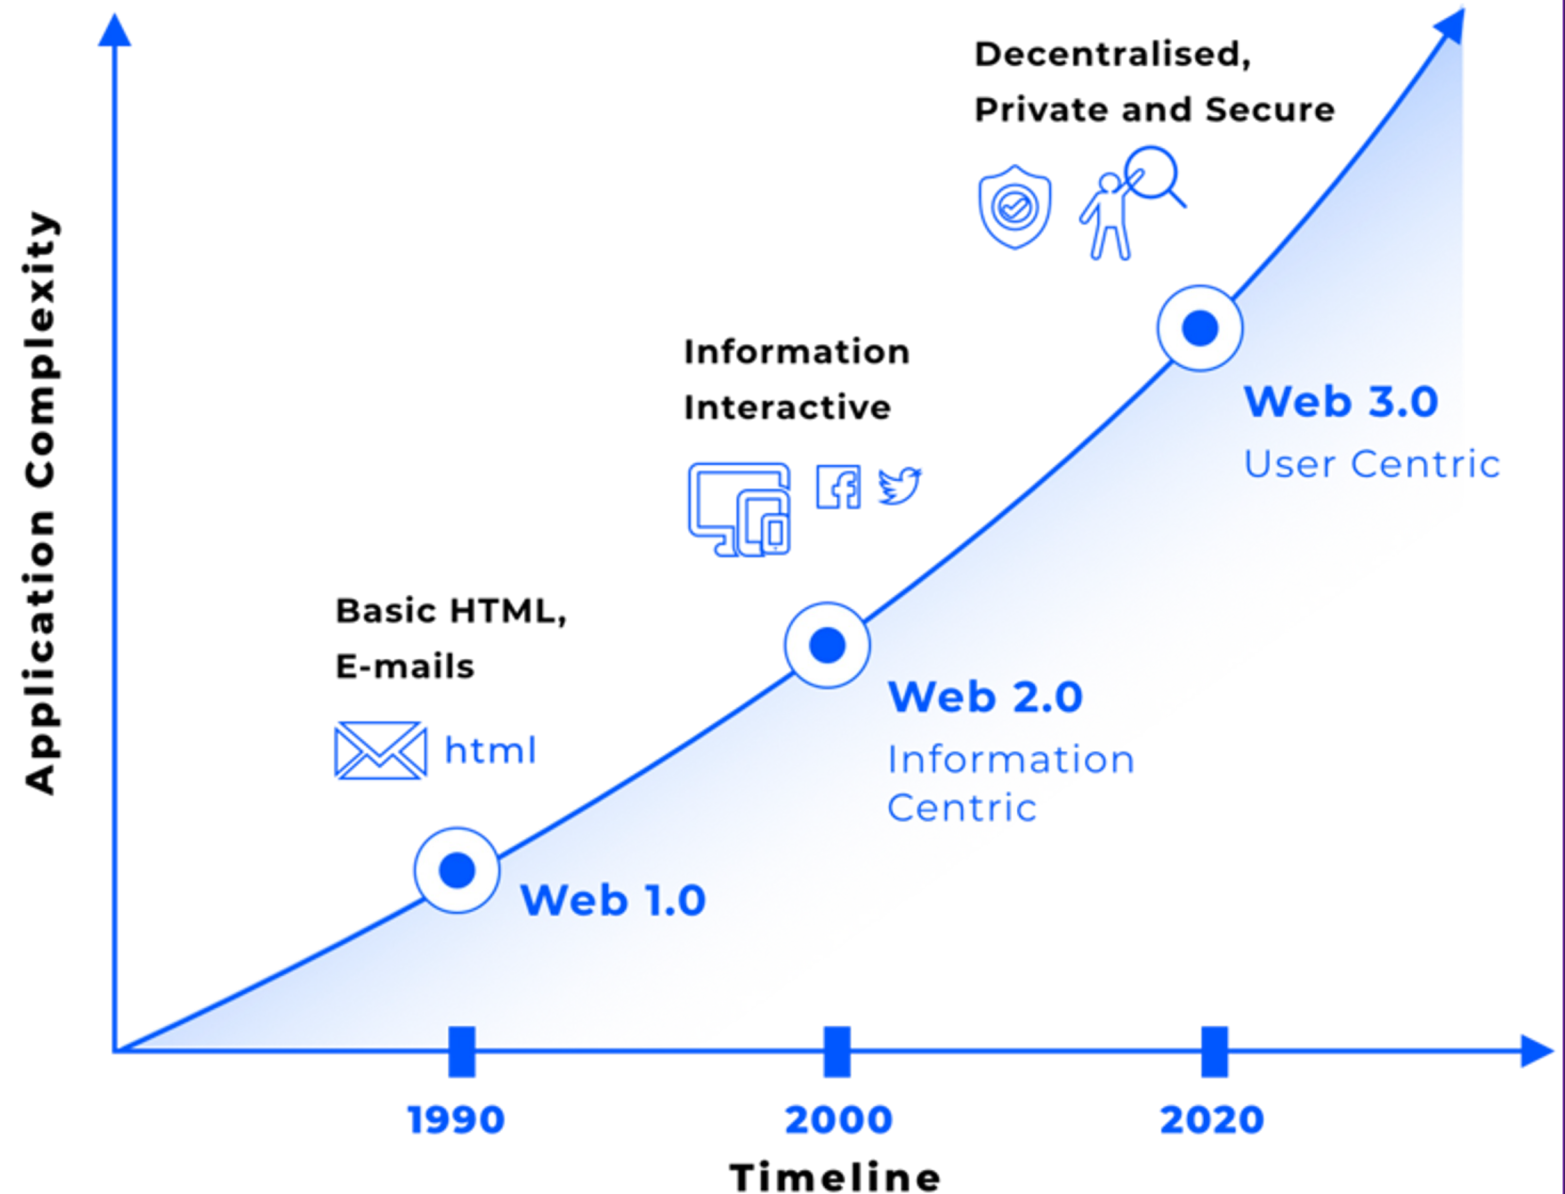 Decentralised,
Private and Secure
Web 3.0
User Centric
Information
Interactive
Web 2.0
Information
Centric
Basic HTML,
E-mails
html
Web 1.0
Application Complexity
1990
2000
2020
Timeline